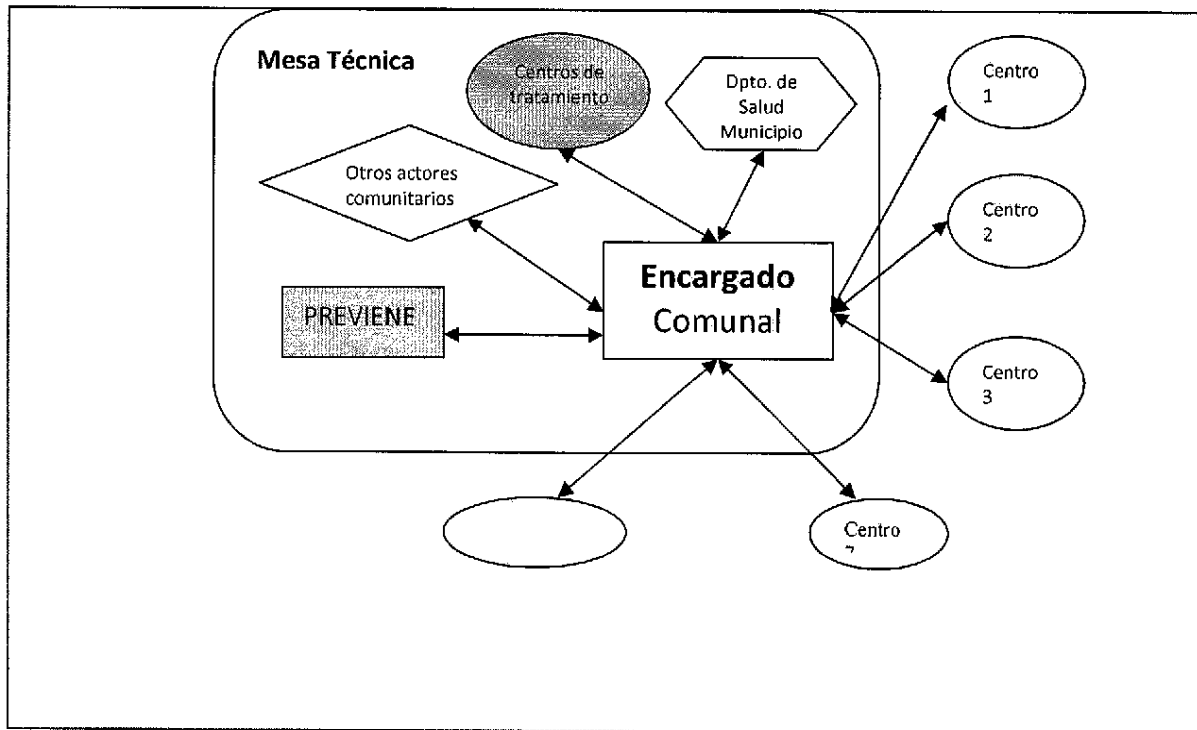 Mesa Técnica
Centros de
tratamiento
Dpto. de
Salud
Municipio
Otros actores
comunitarios
PREVIENE
Encargado
Comunal
Centro
1
Centro
2
Centro
3
Centro